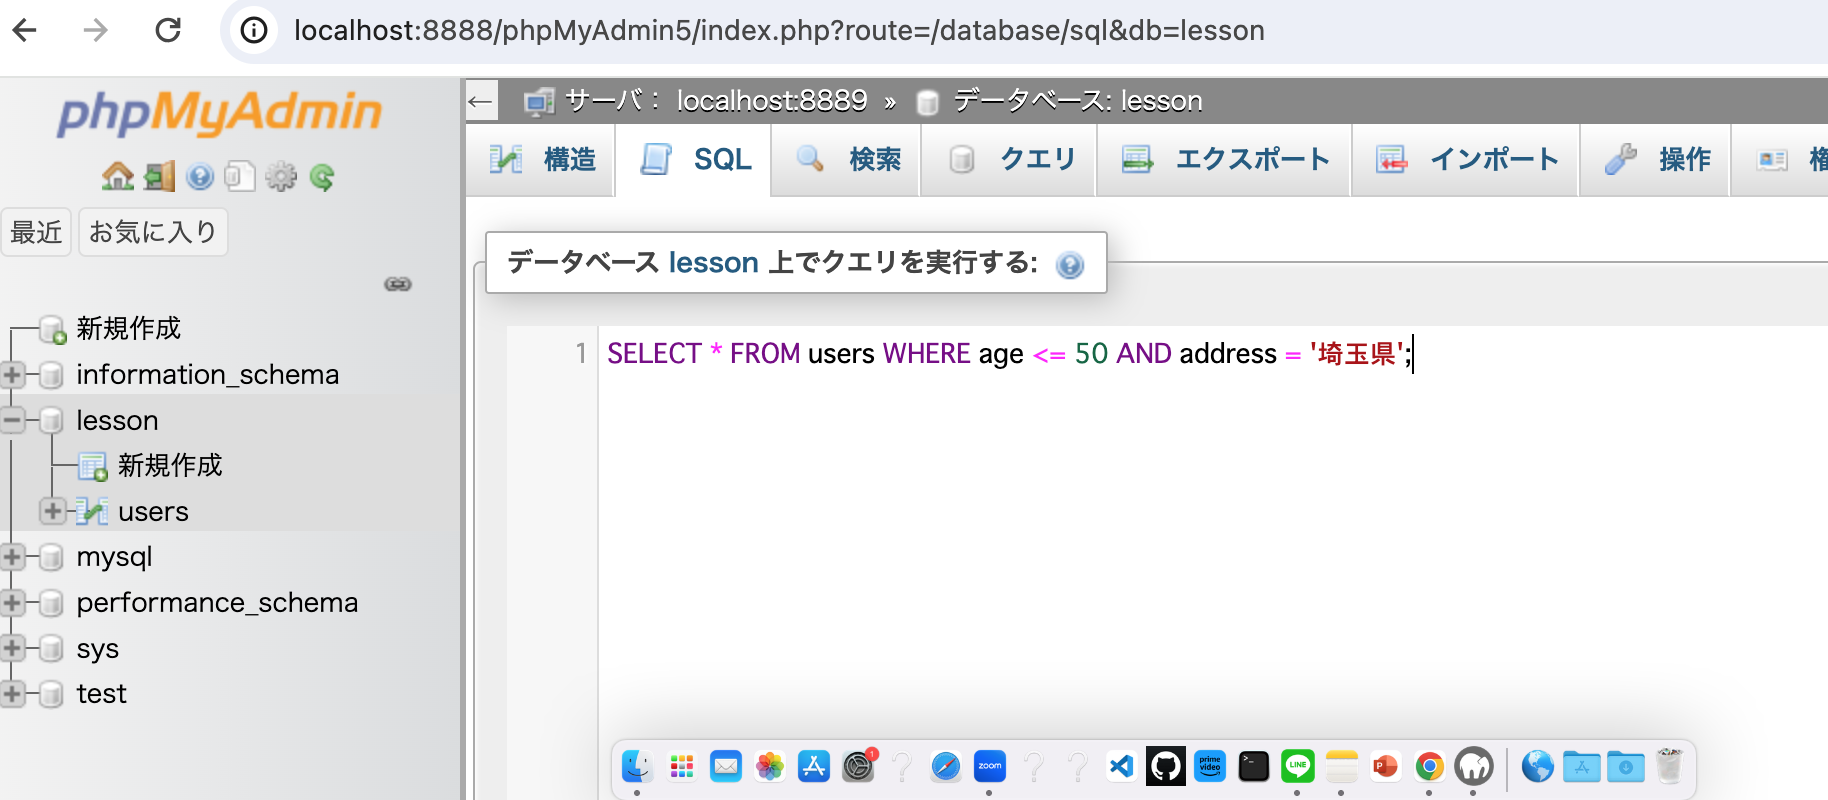 localhost:8888/phpMyAdmin5/index.php?route=/database/sql&db=lesson
phpMyAdmin
最近 お気に入り
新規作成
information_schema
lesson
新規作成
users
mysql
performance_schema
sys
test
← サーバ： localhost:8889 » データベース: lesson
構造 SQL 検索 クエリ エクスポート インポート 操作
データベース lesson 上でクエリを実行する:
1 SELECT * FROM users WHERE age <= 50 AND address = '埼玉県';
1
zoom
prime video
LINE
P